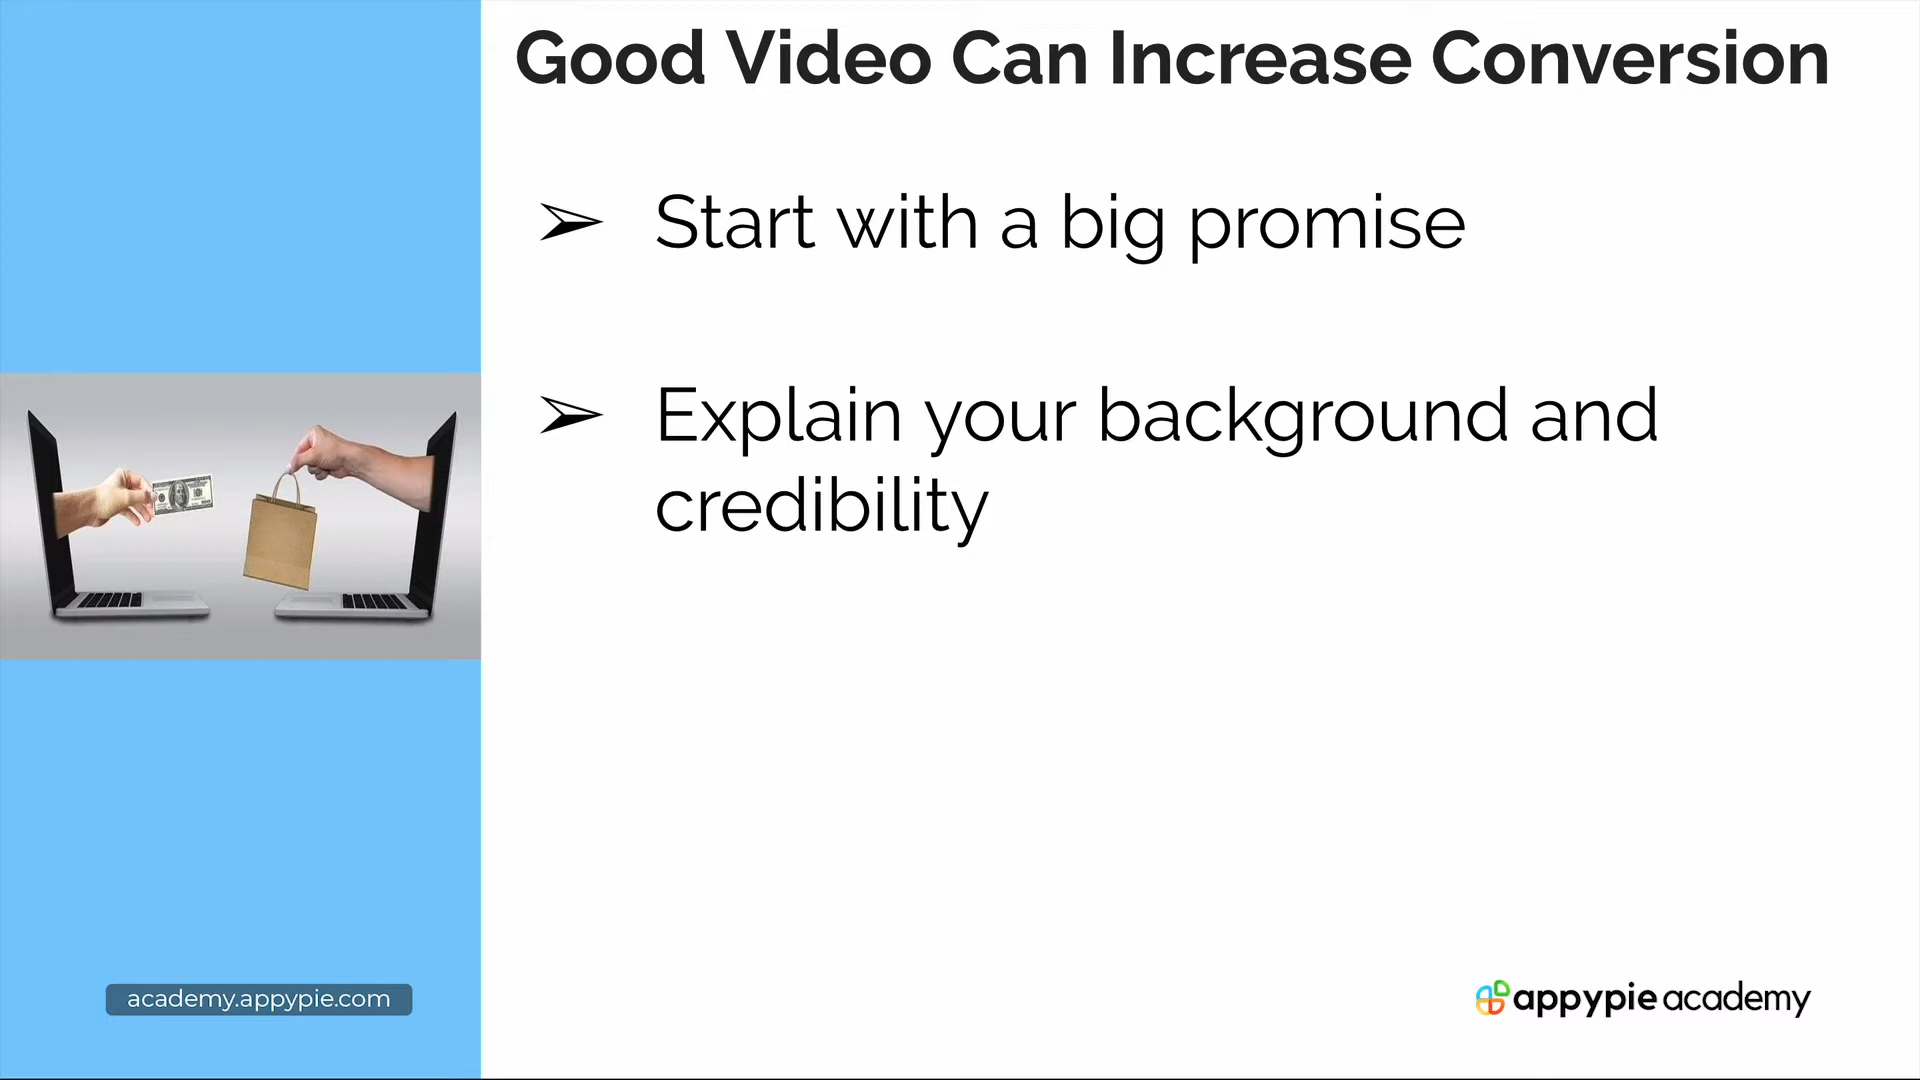 Good Video Can Increase Conversion
➢ Start with a big promise
➢ Explain your background and
credibility
academy.appypie.com
appypie academy